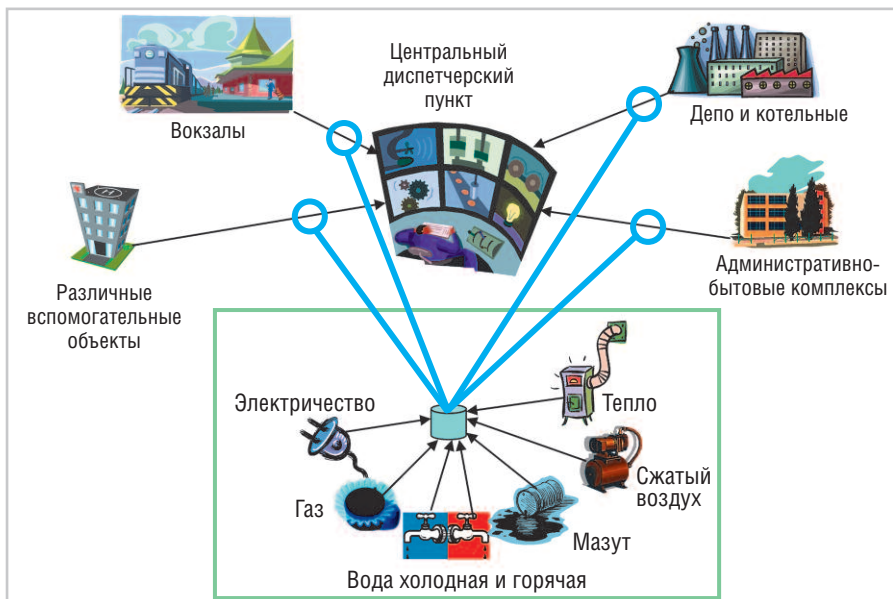 Центральный
диспетчерский
пункт
Вокзалы
Депо и котельные
Различные
вспомогательные
объекты
Административно-
бытовые комплексы
Электричество
Тепло
Газ
Сжатый
воздух
Мазут
Вода холодная и горячая